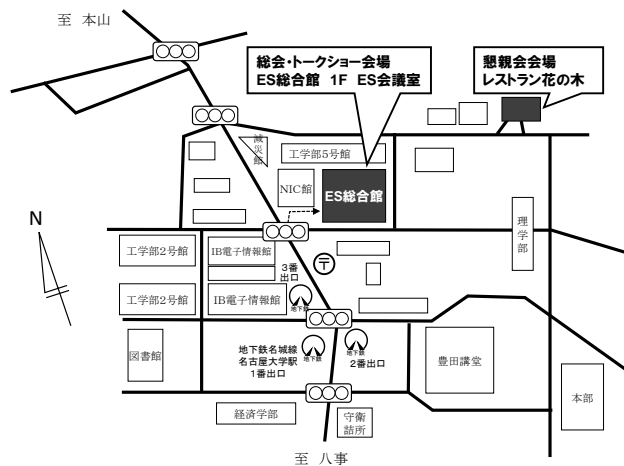 至 本山
総会・トークショー会場
ES総合館 1F ES会議室
懇親会会場
レストラン花の木
減災館
工学部5号館
NIC館
ES総合館
理学部
N
工学部2号館
IB電子情報館
3番
出口
〒
工学部2号館
IB電子情報館
地下鉄
図書館
地下鉄名城線
名古屋大学駅
1番出口
地下鉄
地下鉄
2番出口
豊田講堂
本部
経済学部
守衛
詰所
至 八事